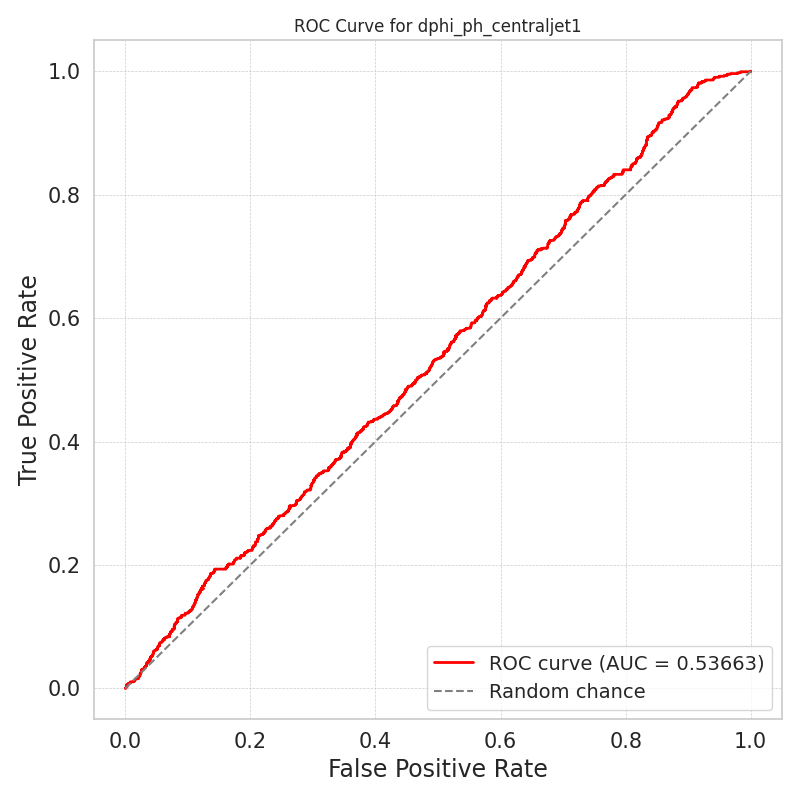 ROC Curve for dphi_ph_centraljet1
True Positive Rate
1.0
0.8
0.6
0.4
0.2
0.0
ROC curve (AUC = 0.53663)
Random chance
0.0 0.2 0.4 0.6 0.8 1.0
False Positive Rate